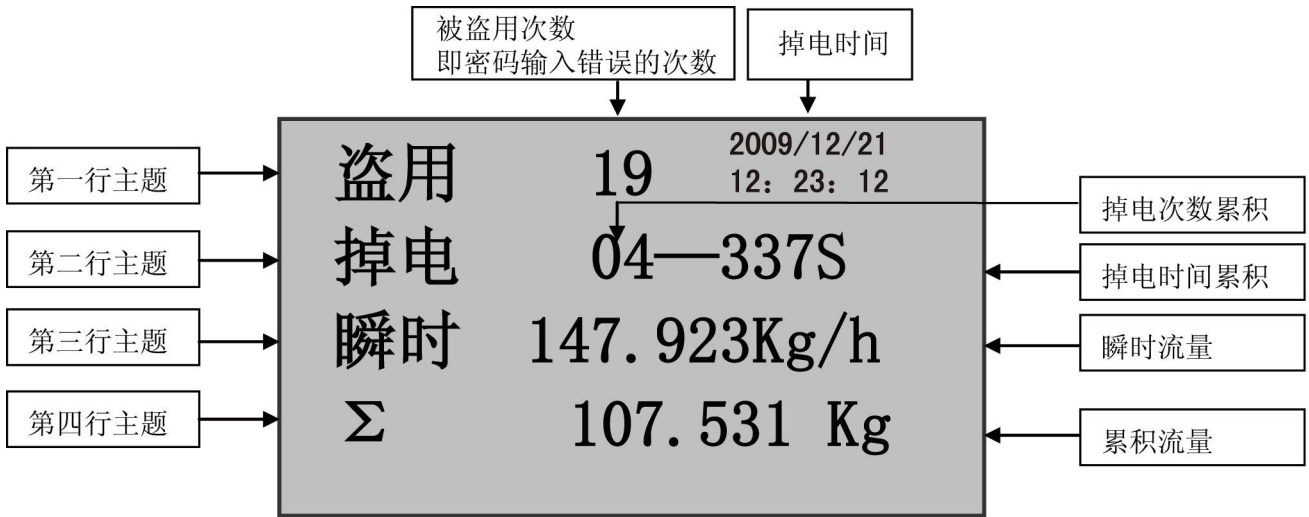 被盗用次数
即密码输入错误的次数
掉电时间
第一行主题
盗用 19 2009/12/21
12：23：12
第二行主题
掉电 04—337S
掉电次数累积
掉电时间累积
第三行主题
瞬时 147.923Kg/h
瞬时流量
第四行主题
Σ 107.531 Kg
累积流量